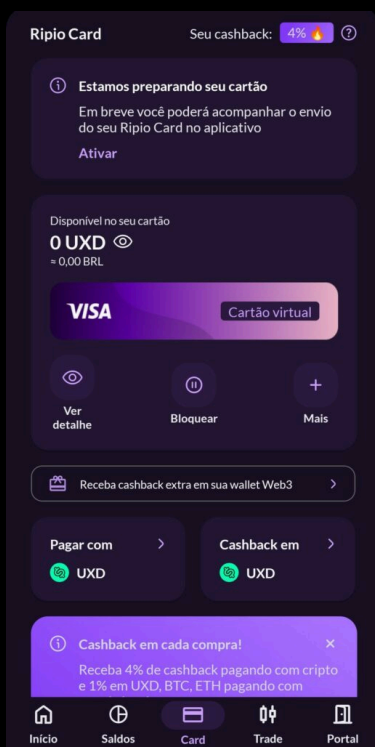 Ripio Card
Seu cashback: 4% 🔥
Estamos preparando seu cartão
Em breve você poderá acompanhar o envio
do seu Ripio Card no aplicativo
Ativar
Disponível no seu cartão
0 UXD
≈ 0,00 BRL
VISA
Cartão virtual
Ver
detalhe
Bloquear
Mais
Receba cashback extra em sua wallet Web3
Pagar com
UXD
Cashback em
UXD
Cashback em cada compra!
Receba 4% de cashback pagando com cripto
e 1% em UXD, BTC, ETH pagando com
Início
Saldos
Card
Trade
Portal